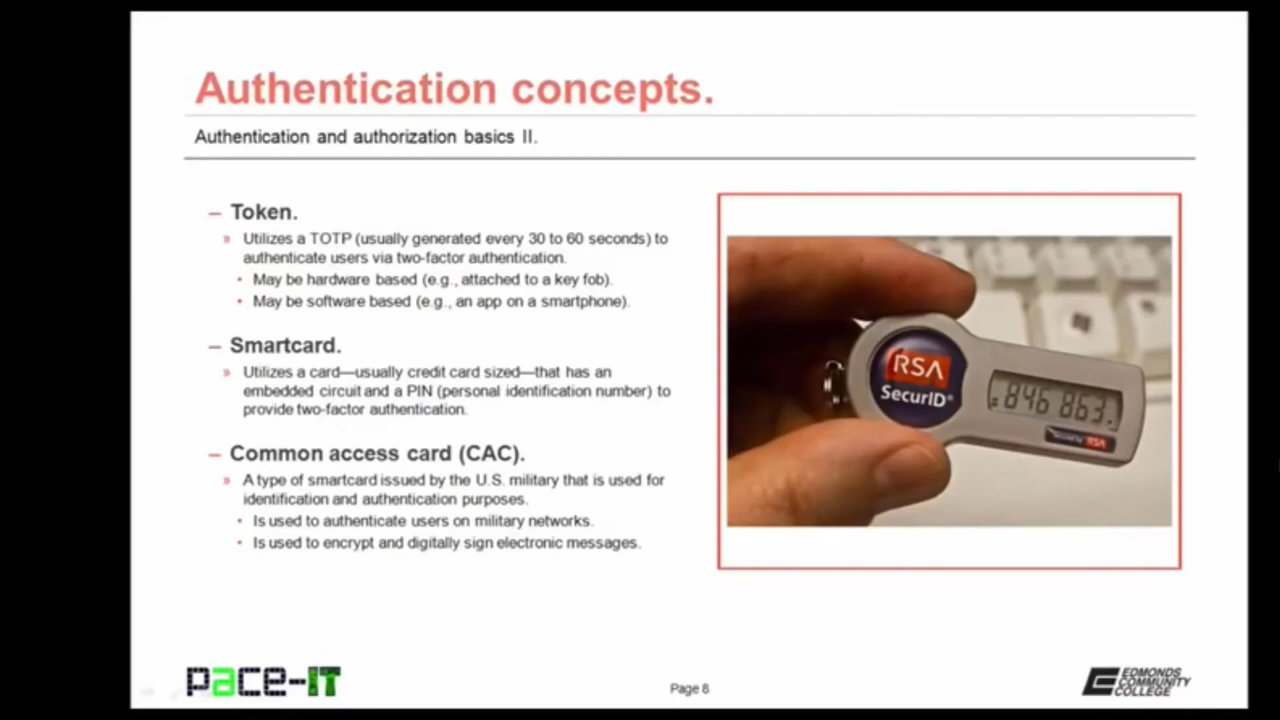 Authentication concepts.
Authentication and authorization basics II.
– Token.
» Utilizes a TOTP (usually generated every 30 to 60 seconds) to
authenticate users via two-factor authentication.
• May be hardware based (e.g., attached to a key fob).
• May be software based (e.g., an app on a smartphone).
– Smartcard.
» Utilizes a card—usually credit card sized—that has an
embedded circuit and a PIN (personal identification number) to
provide two-factor authentication.
– Common access card (CAC).
» A type of smartcard issued by the U.S. military that is used for
identification and authentication purposes.
• Is used to authenticate users on military networks.
• Is used to encrypt and digitally sign electronic messages.
RSA
SecurID®
846 863
Secured by RSA
pace-IT
Page 8
EDMONDS
COMMUNITY
COLLEGE